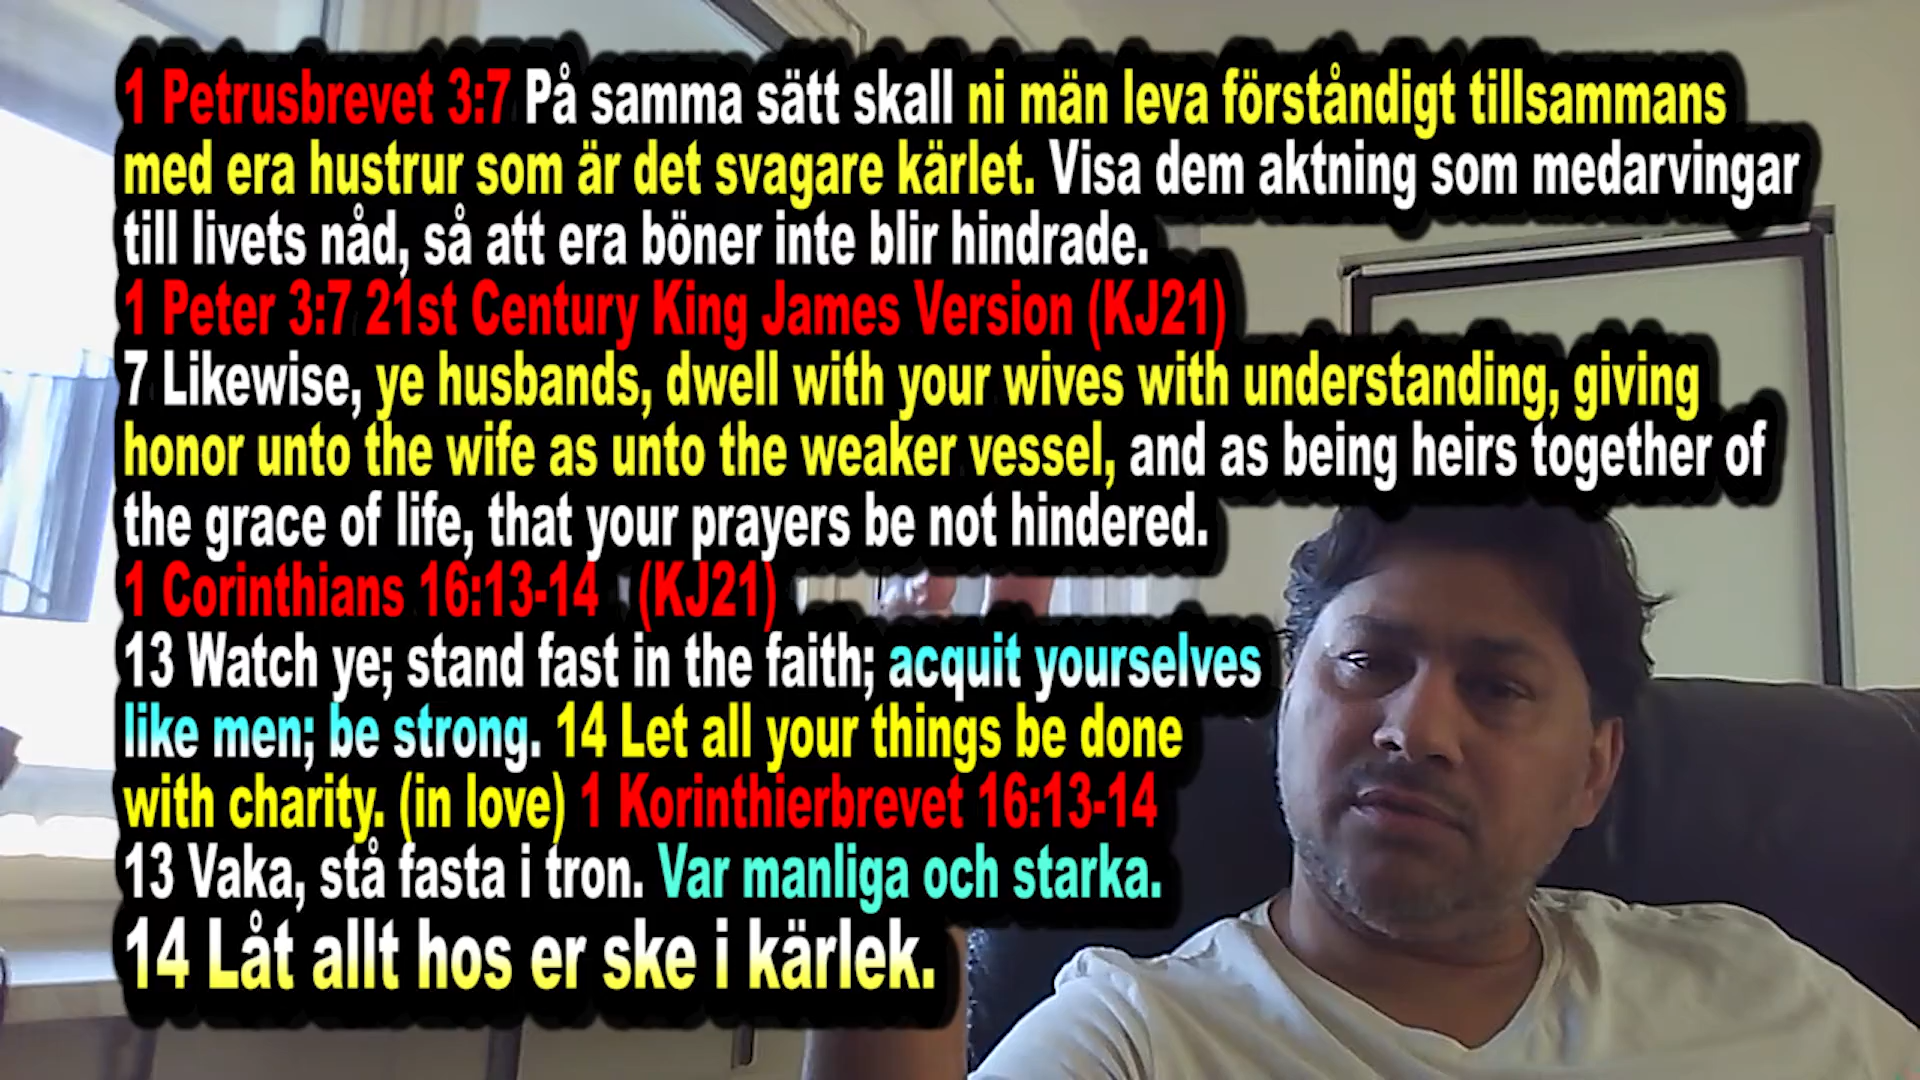 1 Petrusbrevet 3:7 På samma sätt skall ni män leva förståndigt tillsammans
med era hustrur som är det svagare kärlet. Visa dem aktning som medarvingar
till livets nåd, så att era böner inte blir hindrade.
1 Peter 3:7 21st Century King James Version (KJ21)
7 Likewise, ye husbands, dwell with your wives with understanding, giving
honor unto the wife as unto the weaker vessel, and as being heirs together of
the grace of life, that your prayers be not hindered.
1 Corinthians 16:13-14 (KJ21)
13 Watch ye; stand fast in the faith; acquit yourselves
like men; be strong. 14 Let all your things be done
with charity. (in love) 1 Korinthierbrevet 16:13-14
13 Vaka, stå fasta i tron. Var manliga och starka.
14 Låt allt hos er ske i kärlek.